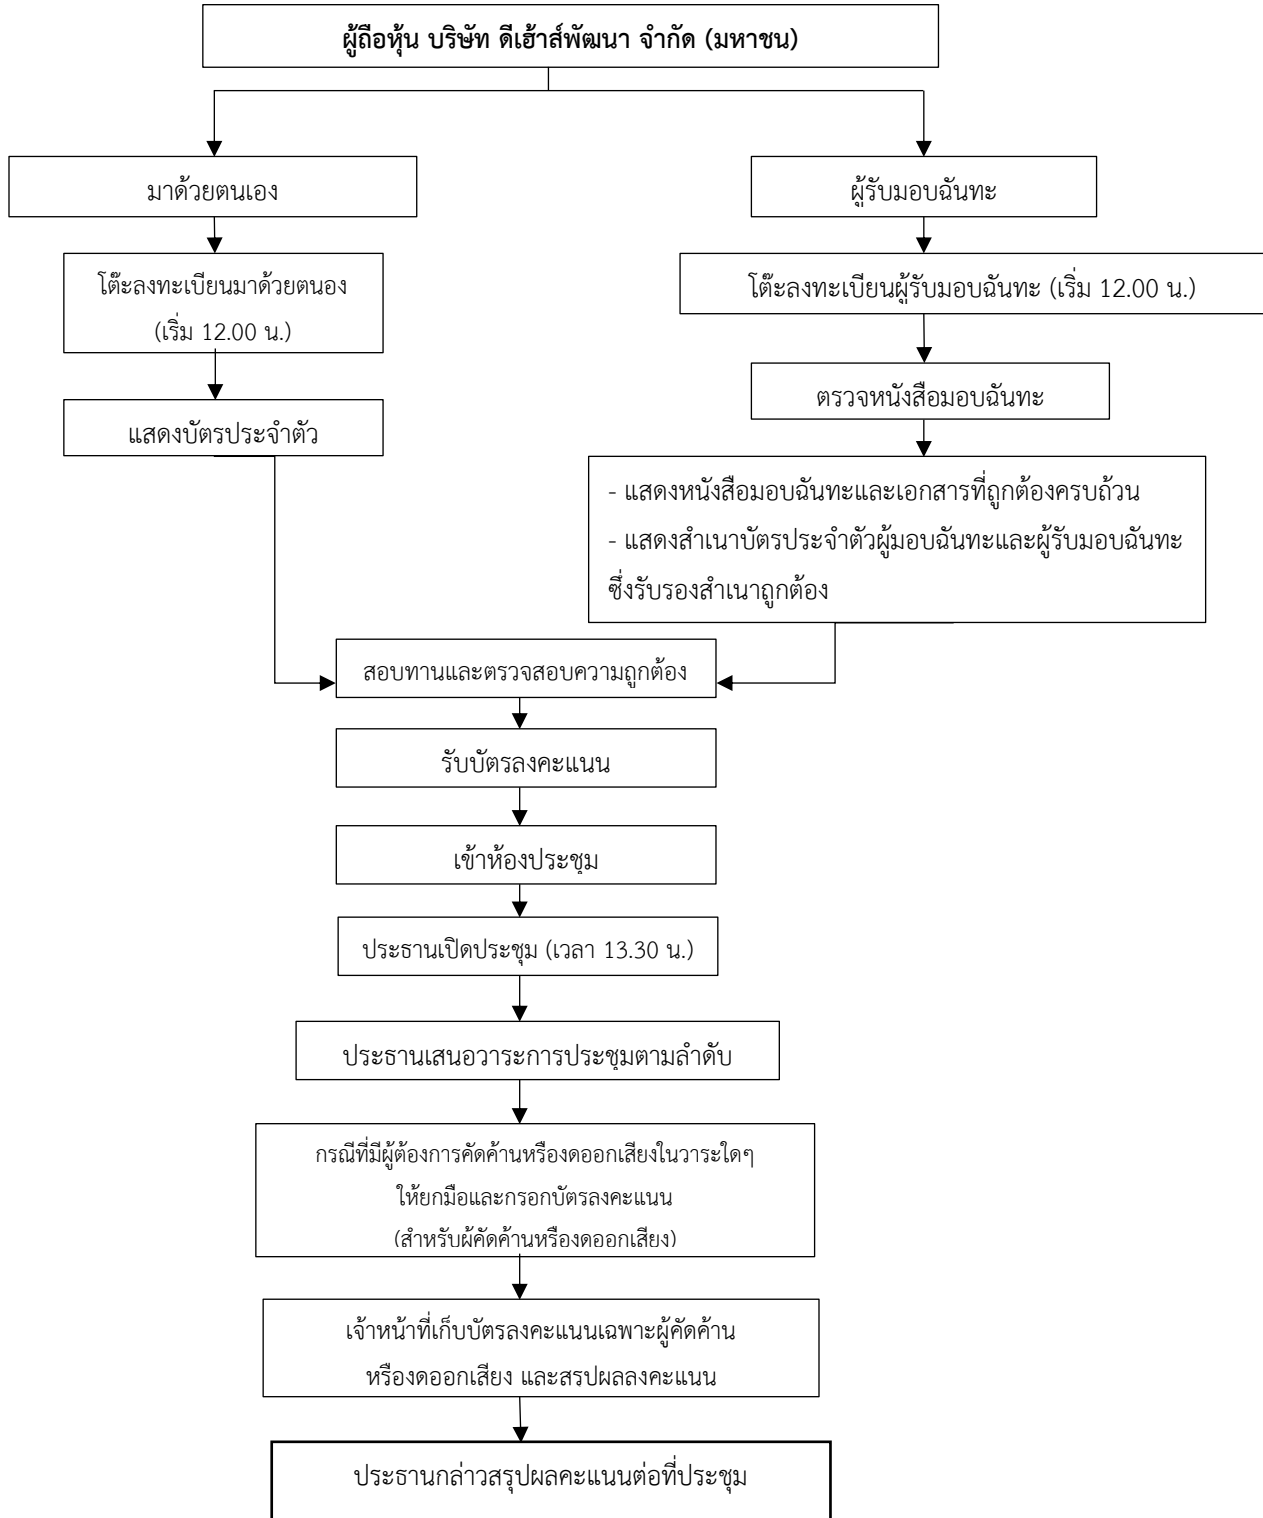 ผู้ถือหุ้น บริษัท ดีเฮ้าส์พัฒนา จำกัด (มหาชน)
มาด้วยตนเอง
ผู้รับมอบฉันทะ
โต๊ะลงทะเบียนมาด้วยตนอง
(เริ่ม 12.00 น.)
โต๊ะลงทะเบียนผู้รับมอบฉันทะ (เริ่ม 12.00 น.)
แสดงบัตรประจำตัว
ตรวจหนังสือมอบฉันทะ
- แสดงหนังสือมอบฉันทะและเอกสารที่ถูกต้องครบถ้วน
- แสดงสำเนาบัตรประจำตัวผู้มอบฉันทะและผู้รับมอบฉันทะ
ซึ่งรับรองสำเนาถูกต้อง
สอบทานและตรวจสอบความถูกต้อง
รับบัตรลงคะแนน
เข้าห้องประชุม
ประธานเปิดประชุม (เวลา 13.30 น.)
ประธานเสนอวาระการประชุมตามลำดับ
กรณีที่มีผู้ต้องการคัดค้านหรืองดออกเสียงในวาระใดๆ
ให้ยกมือและกรอกบัตรลงคะแนน
(สำหรับผู้คัดค้านหรืองดออกเสียง)
เจ้าหน้าที่เก็บบัตรลงคะแนนเฉพาะผู้คัดค้าน
หรืองดออกเสียง และสรุปผลลงคะแนน
ประธานกล่าวสรุปผลคะแนนต่อที่ประชุม